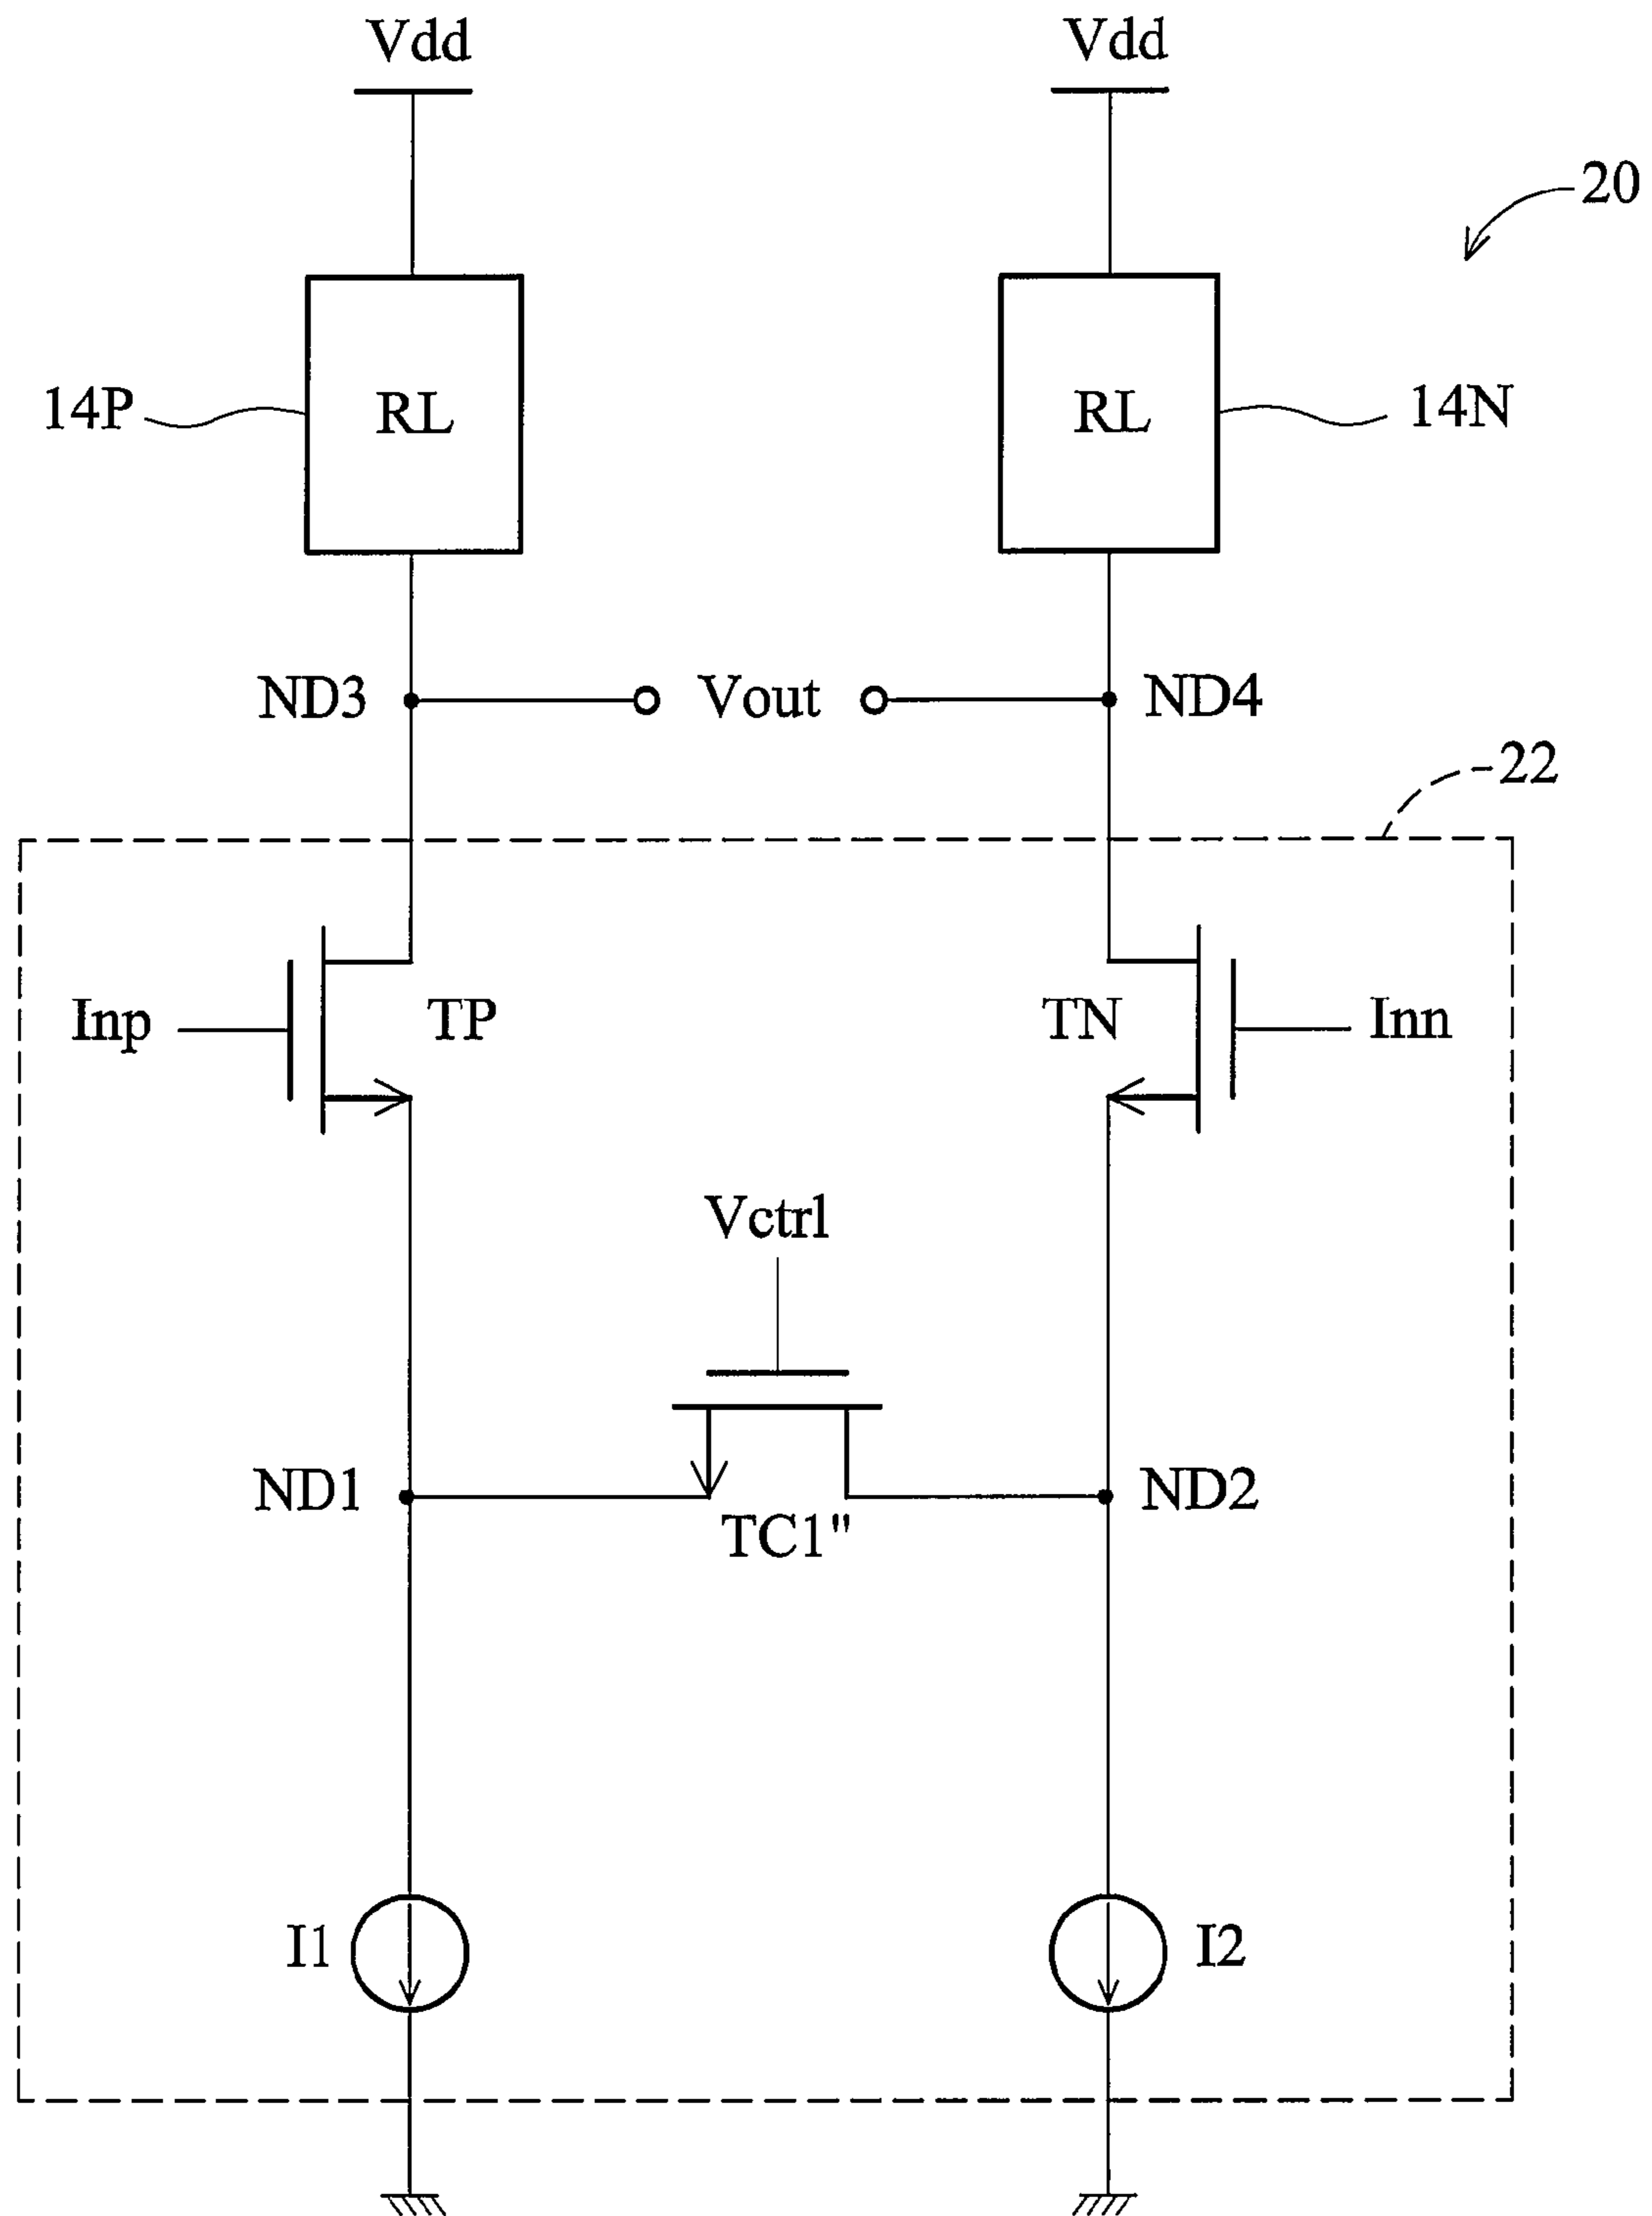 Vdd
Vdd
20
14P
RL
RL
14N
ND3
Vout
ND4
22
Inp
TP
TN
Inn
Vctrl
ND1
ND2
TC1"
I1
I2